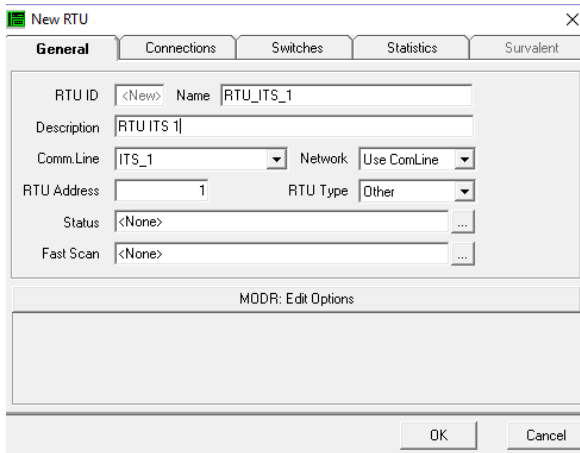 New RTU
General Connections Switches Statistics Survalent
RTU ID <New> Name RTU_ITS_1
Description RTU ITS 1
Comm.Line ITS_1 Network Use ComLine
RTU Address 1 RTU Type Other
Status <None> ...
Fast Scan <None> ...
MODR: Edit Options
OK Cancel